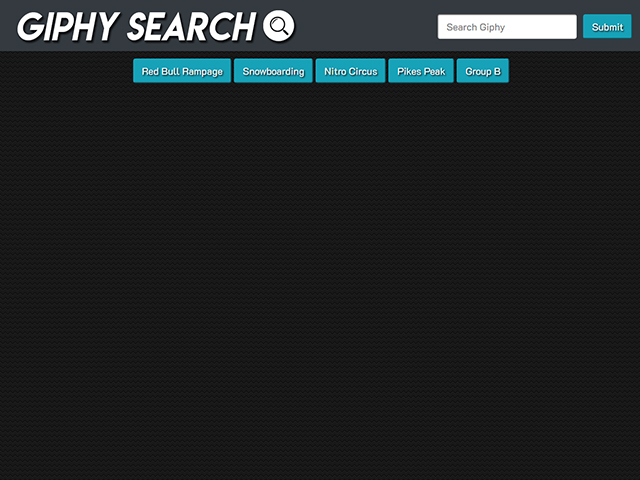 GIPHY SEARCH
Search Giphy
Submit
Red Bull Rampage
Snowboarding
Nitro Circus
Pikes Peak
Group B